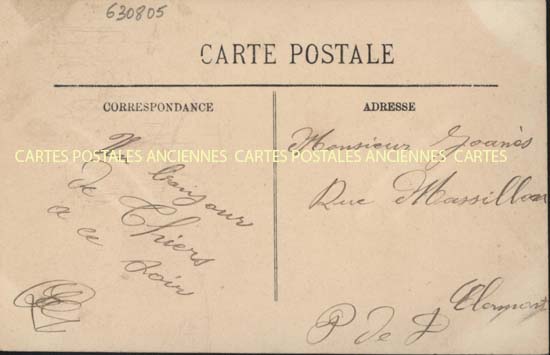 630805
CARTE POSTALE
CORRESPONDANCE
bonjour
de Thiers
a ce
soir
ADRESSE
Monsieur Joanès
Rue Massillon
Clermont
P de D
CARTES POSTALES ANCIENNES CARTES POSTALES ANCIENNES CARTES